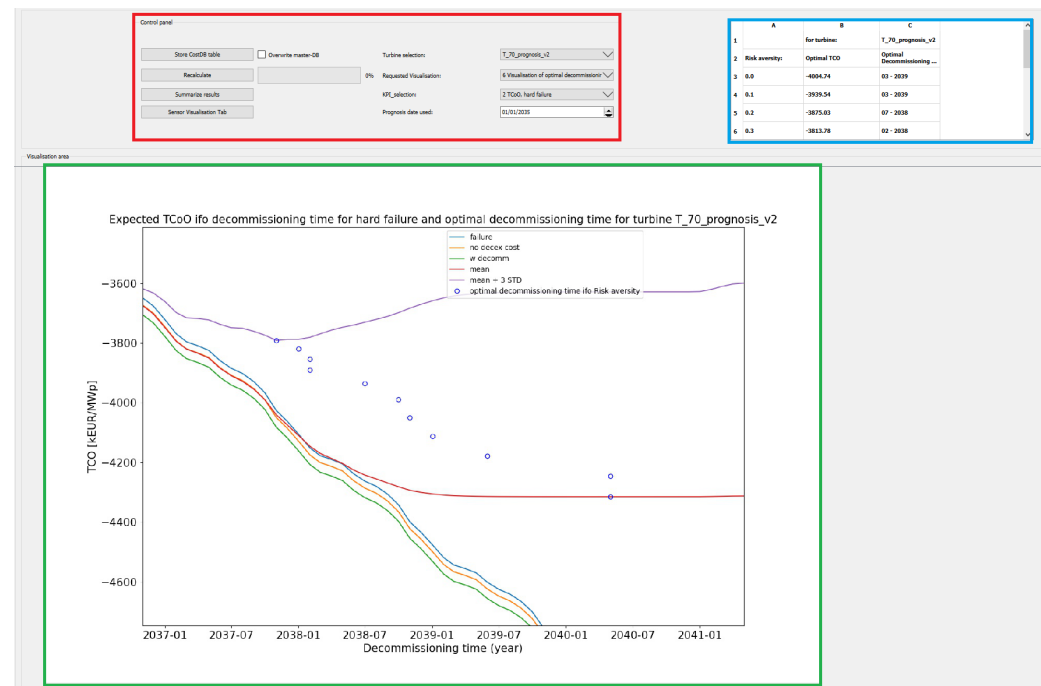 Control panel
Store CostDB table
Overwrite master-DB
Turbine selection:
T_70_prognosis_v2
Recalculate
0%
Requested Visualisation:
6 Visualisation of optimal decommissionir
Summarize results
KPI_selection:
2 TCoO, hard failure
Sensor Visualisation Tab
Prognosis date used:
01/01/2035
A B C
1 for turbine: T_70_prognosis_v2
2 Risk aversity: Optimal TCO Optimal
Decommissioning ...
3 0.0 -4004.74 03 - 2039
4 0.1 -3939.54 03 - 2039
5 0.2 -3875.03 07 - 2038
6 0.3 -3813.78 02 - 2038
Visualisation area
Expected TCoO ifo decommissioning time for hard failure and optimal decommissioning time for turbine T_70_prognosis_v2
failure
no decex cost
w decomm
mean
mean + 3 STD
optimal decommissioning time ifo Risk aversity
−3600
−3800
−4000
−4200
−4400
−4600
TCO [kEUR/MWp]
2037-01 2037-07 2038-01 2038-07 2039-01 2039-07 2040-01 2040-07 2041-01
Decommissioning time (year)